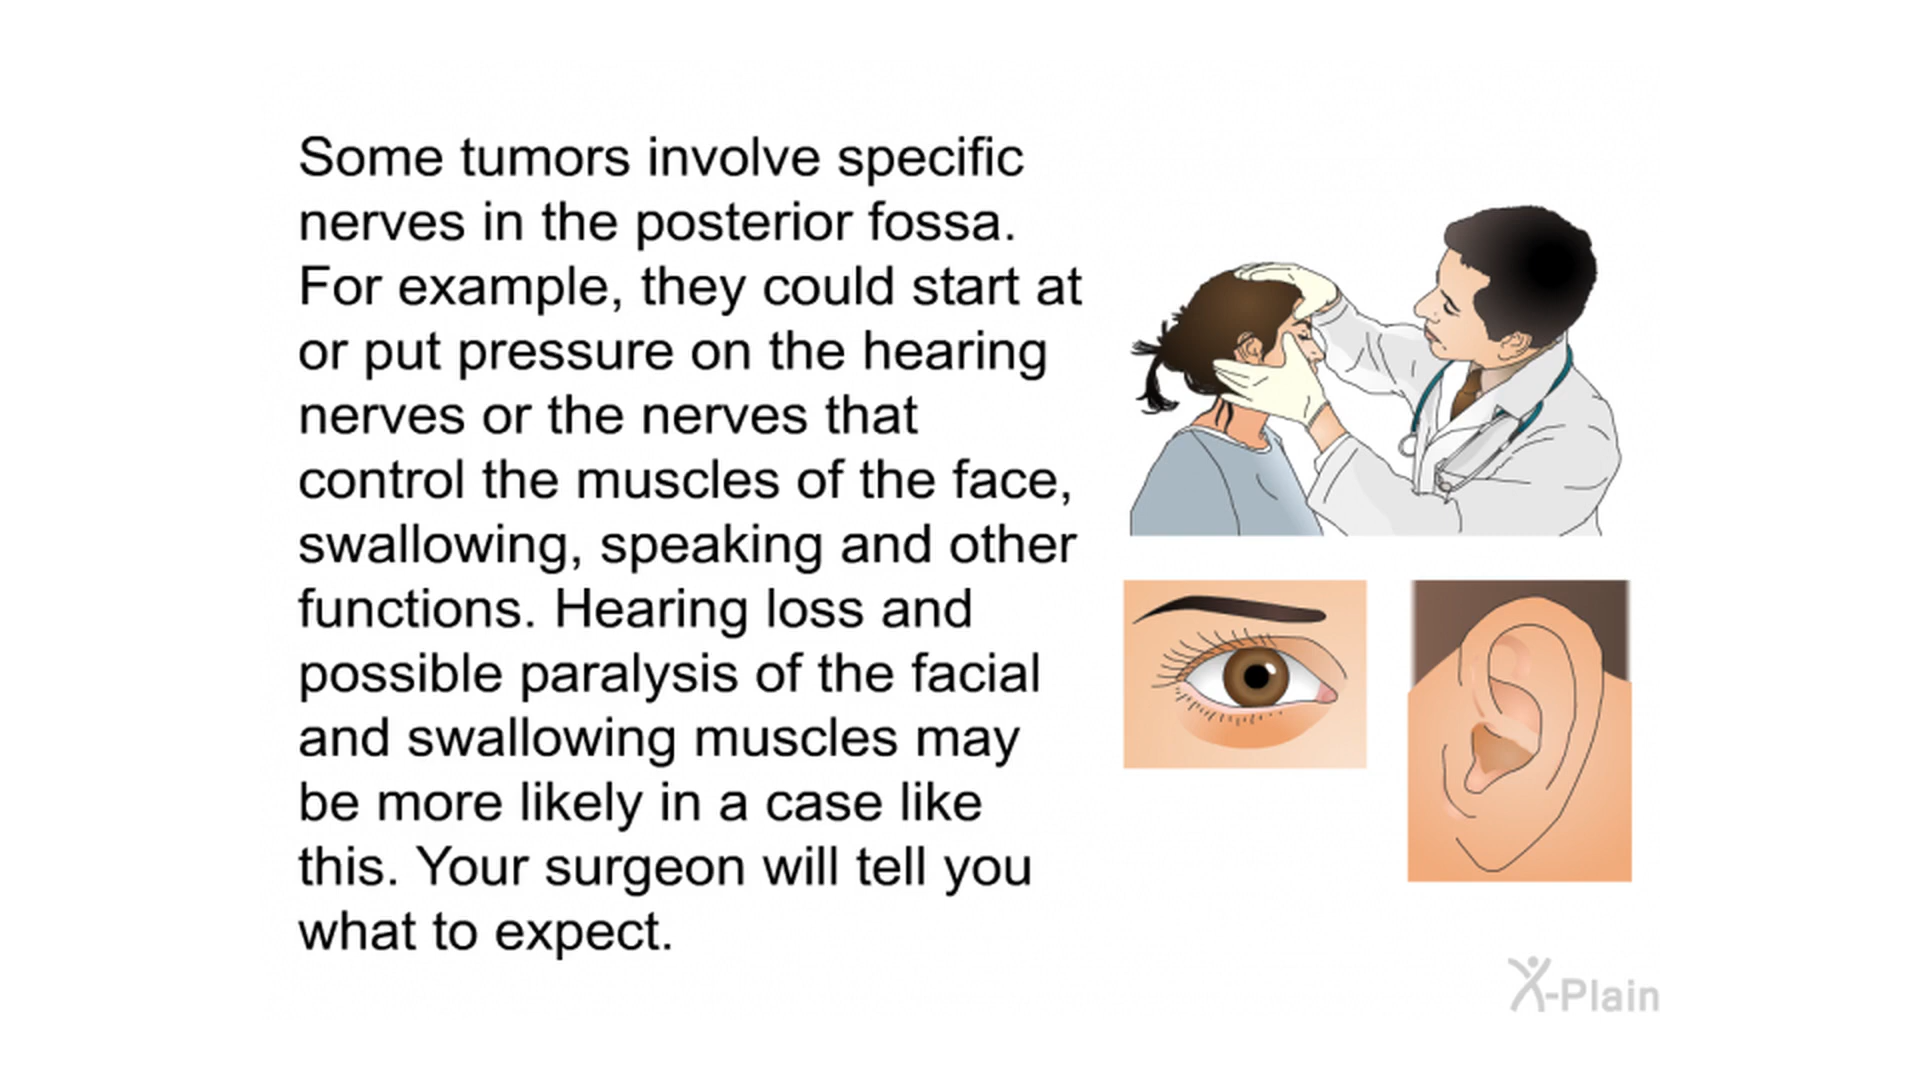 Some tumors involve specific
nerves in the posterior fossa.
For example, they could start at
or put pressure on the hearing
nerves or the nerves that
control the muscles of the face,
swallowing, speaking and other
functions. Hearing loss and
possible paralysis of the facial
and swallowing muscles may
be more likely in a case like
this. Your surgeon will tell you
what to expect.
X-Plain